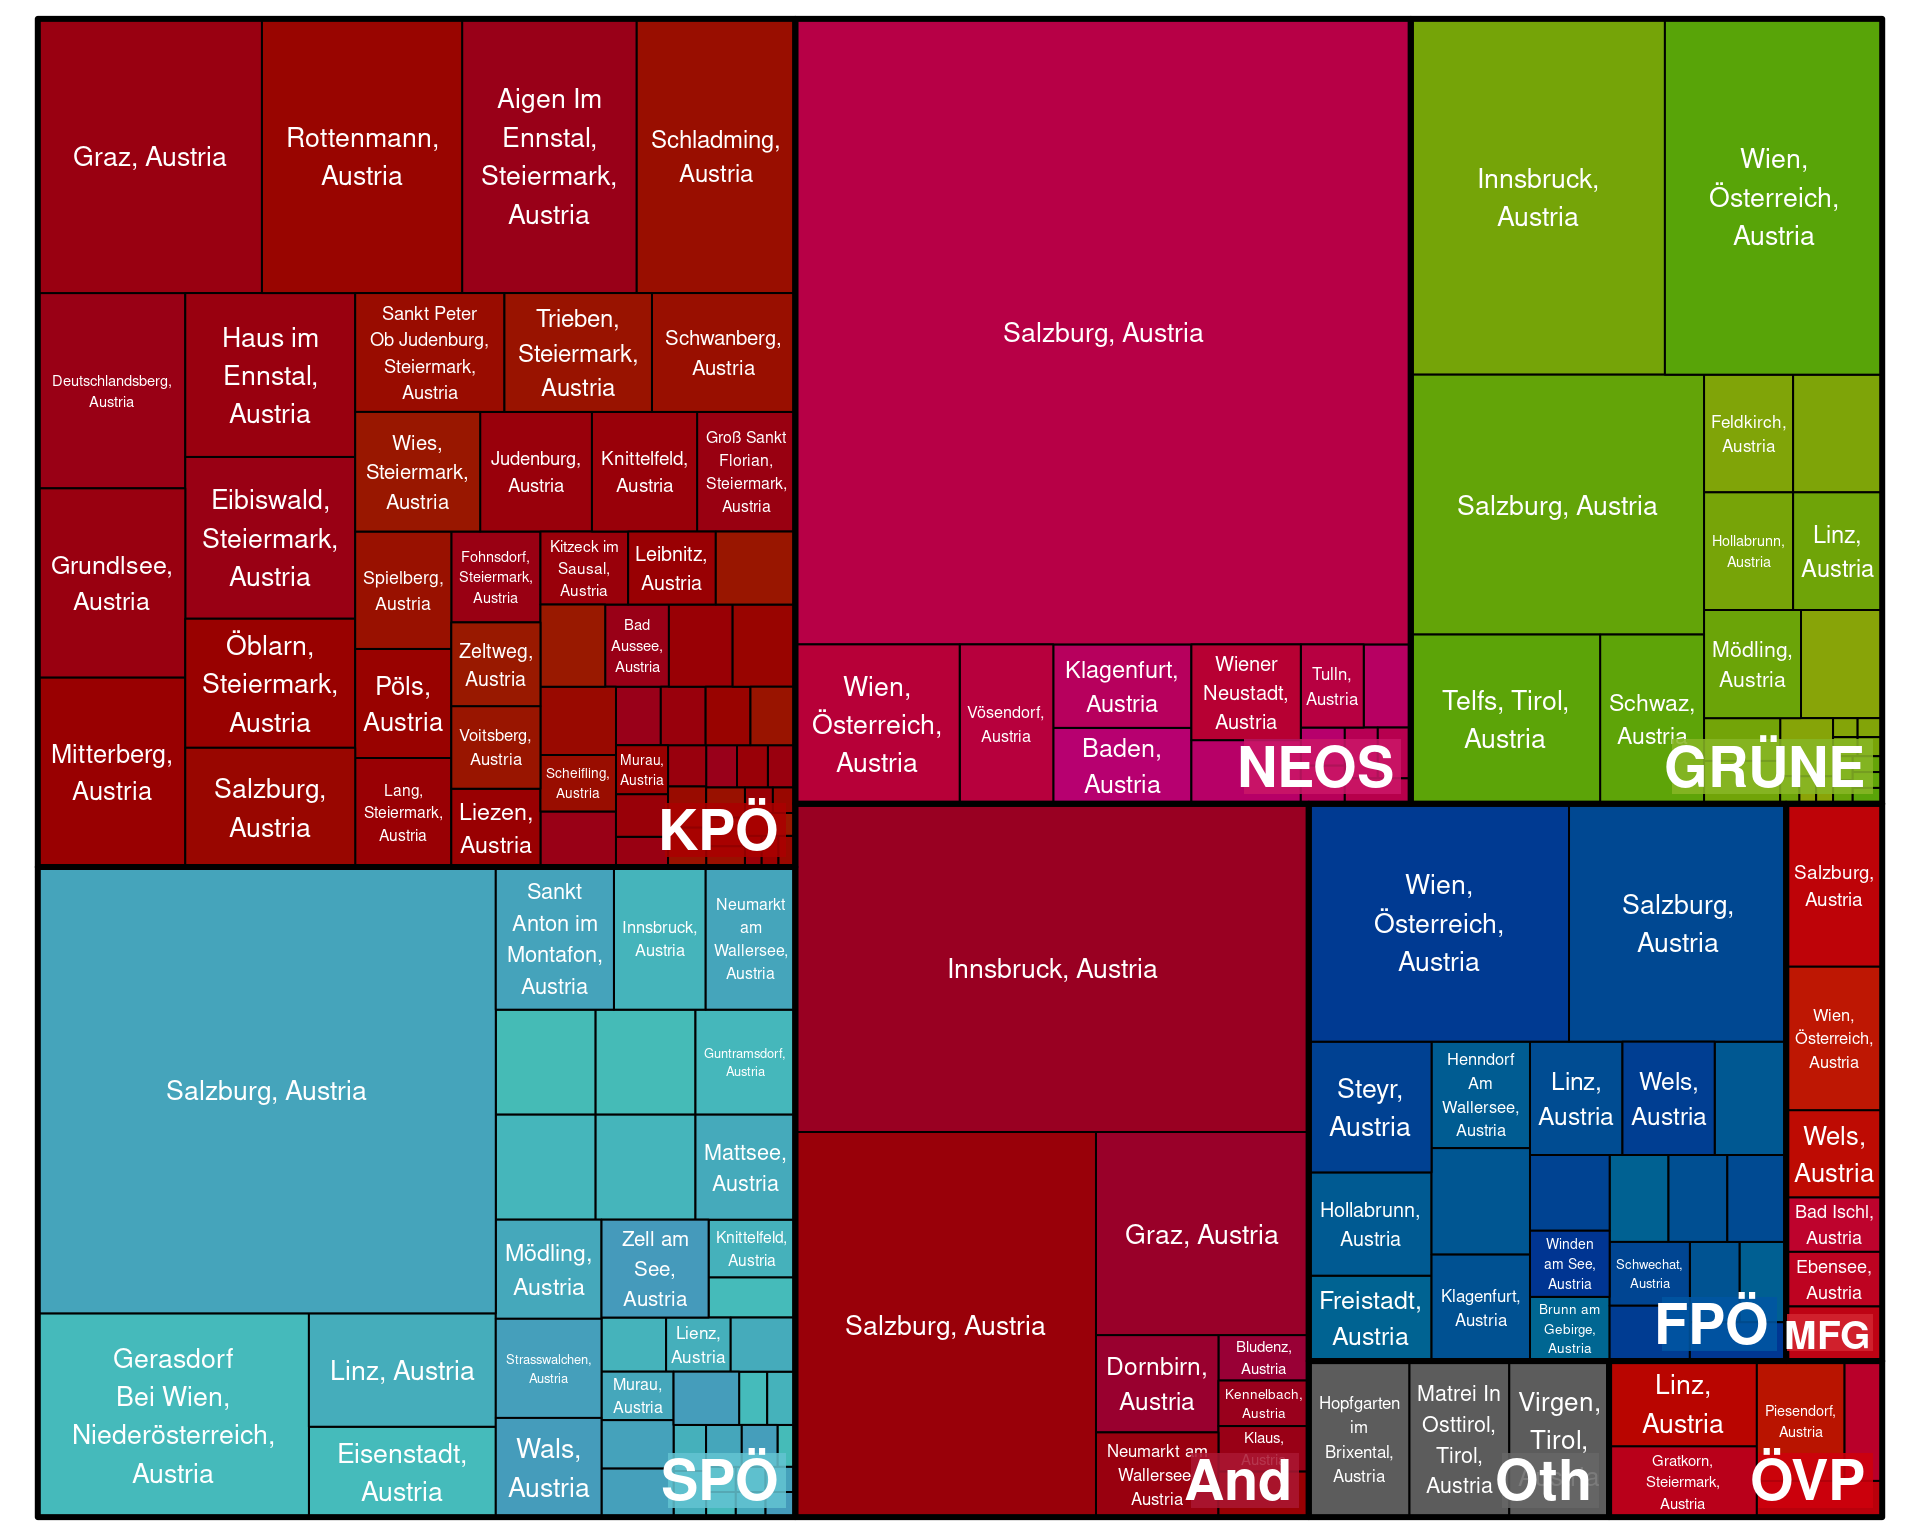 Graz, Austria
Rottenmann,
Austria
Aigen Im
Ennstal,
Steiermark,
Austria
Schladming,
Austria
Deutschlandsberg,
Austria
Haus im
Ennstal,
Austria
Sankt Peter
Ob Judenburg,
Steiermark,
Austria
Trieben,
Steiermark,
Austria
Schwanberg,
Austria
Wies,
Steiermark,
Austria
Judenburg,
Austria
Knittelfeld,
Austria
Groß Sankt
Florian,
Steiermark,
Austria
Grundlsee,
Austria
Eibiswald,
Steiermark,
Austria
Spielberg,
Austria
Fohnsdorf,
Steiermark,
Austria
Kitzeck im
Sausal,
Austria
Leibnitz,
Austria
Bad
Aussee,
Austria
Öblarn,
Steiermark,
Austria
Pöls,
Austria
Zeltweg,
Austria
Mitterberg,
Austria
Salzburg,
Austria
Lang,
Steiermark,
Austria
Voitsberg,
Austria
Scheifling,
Austria
Murau,
Austria
Liezen,
Austria
KPÖ
Salzburg, Austria
Wien,
Österreich,
Austria
Vösendorf,
Austria
Klagenfurt,
Austria
Baden,
Austria
Wiener
Neustadt,
Austria
Tulln,
Austria
NEOS
Innsbruck,
Austria
Wien,
Österreich,
Austria
Salzburg, Austria
Feldkirch,
Austria
Hollabrunn,
Austria
Linz,
Austria
Mödling,
Austria
Telfs, Tirol,
Austria
Schwaz,
Austria
GRÜNE
Salzburg, Austria
Sankt
Anton im
Montafon,
Austria
Innsbruck,
Austria
Neumarkt
am
Wallersee,
Austria
Guntramsdorf,
Austria
Mattsee,
Austria
Mödling,
Austria
Zell am
See,
Austria
Knittelfeld,
Austria
Gerasdorf
Bei Wien,
Niederösterreich,
Austria
Linz, Austria
Eisenstadt,
Austria
Strasswalchen,
Austria
Lienz,
Austria
Murau,
Austria
Wals,
Austria
SPÖ
Innsbruck, Austria
Salzburg, Austria
Graz, Austria
Dornbirn,
Austria
Bludenz,
Austria
Kennelbach,
Austria
Neumarkt am
Wallersee,
Austria
Klaus,
Austria
And
Wien,
Österreich,
Austria
Salzburg,
Austria
Steyr,
Austria
Henndorf
Am
Wallersee,
Austria
Linz,
Austria
Wels,
Austria
Hollabrunn,
Austria
Winden
am See,
Austria
Schwechat,
Austria
Freistadt,
Austria
Klagenfurt,
Austria
Brunn am
Gebirge,
Austria
FPÖ
Salzburg,
Austria
Wien,
Österreich,
Austria
Wels,
Austria
Bad Ischl,
Austria
Ebensee,
Austria
MFG
Hopfgarten
im
Brixental,
Austria
Matrei In
Osttirol,
Tirol,
Austria
Virgen,
Tirol,
Austria
Oth
Linz,
Austria
Gratkorn,
Steiermark,
Austria
Piesendorf,
Austria
ÖVP